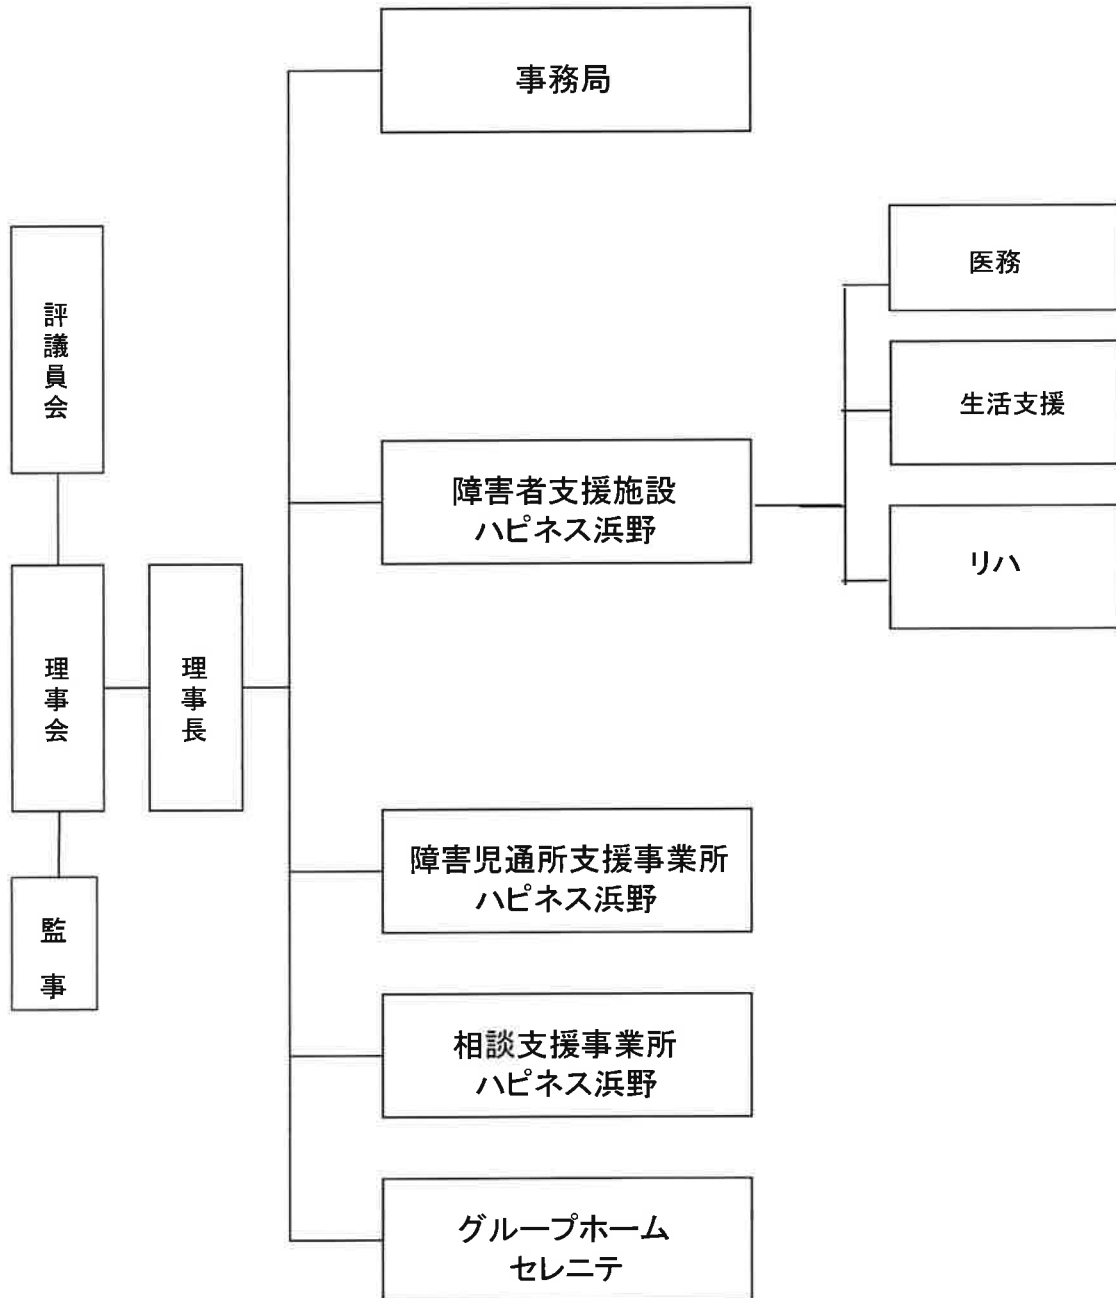 事務局
医務
評議員会
生活支援
障害者支援施設
ハピネス浜野
リハ
理事会
理事長
障害児通所支援事業所
ハピネス浜野
監
事
相談支援事業所
ハピネス浜野
グループホーム
セレニテ